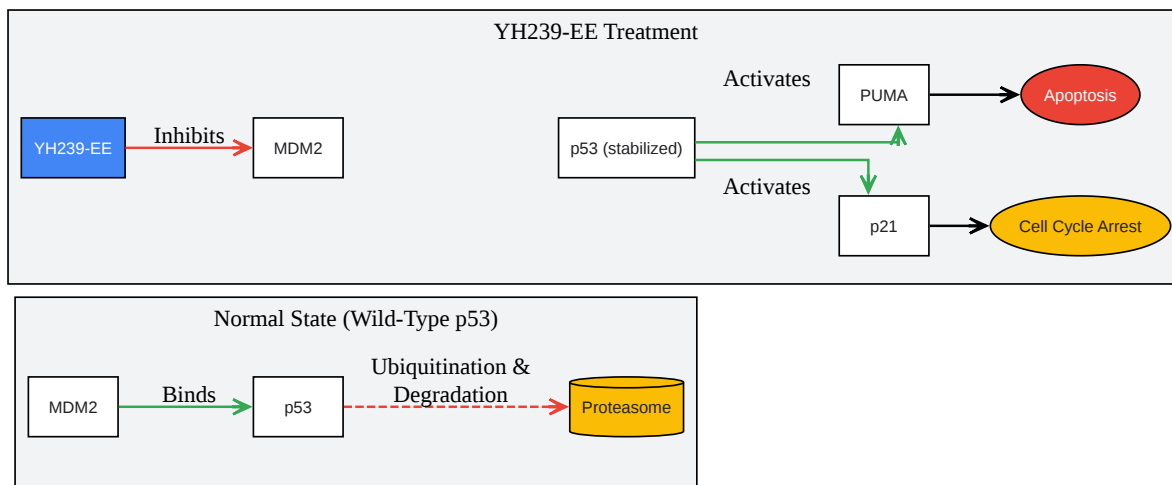 YH239-EE Treatment
Activates
PUMA
Apoptosis
YH239-EE
Inhibits
MDM2
p53 (stabilized)
Activates
p21
Cell Cycle Arrest
Normal State (Wild-Type p53)
MDM2
Binds
p53
Ubiquitination &
Degradation
Proteasome